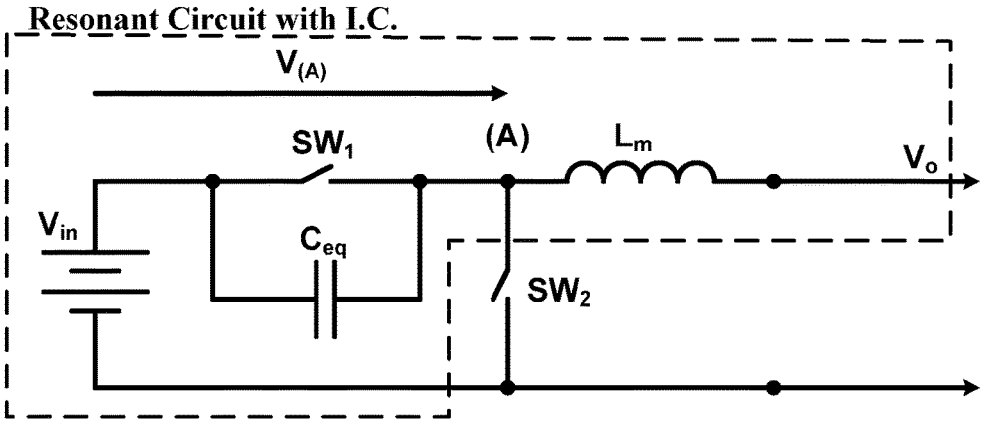 Resonant Circuit with I.C.
V(A)
SW1
(A)
Lm
Vo
Vin
Ceq
SW2